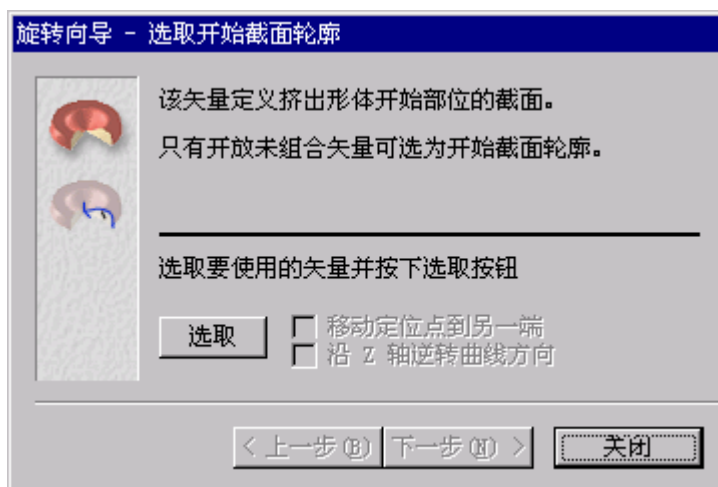 旋转向导 - 选取开始截面轮廓
该矢量定义挤出形体开始部位的截面。
只有开放未组合矢量可选为开始截面轮廓。
选取要使用的矢量并按下选取按钮
选取
移动定位点到另一端
沿 Z 轴逆转曲线方向
< 上一步(B) 下一步(N) > 关闭